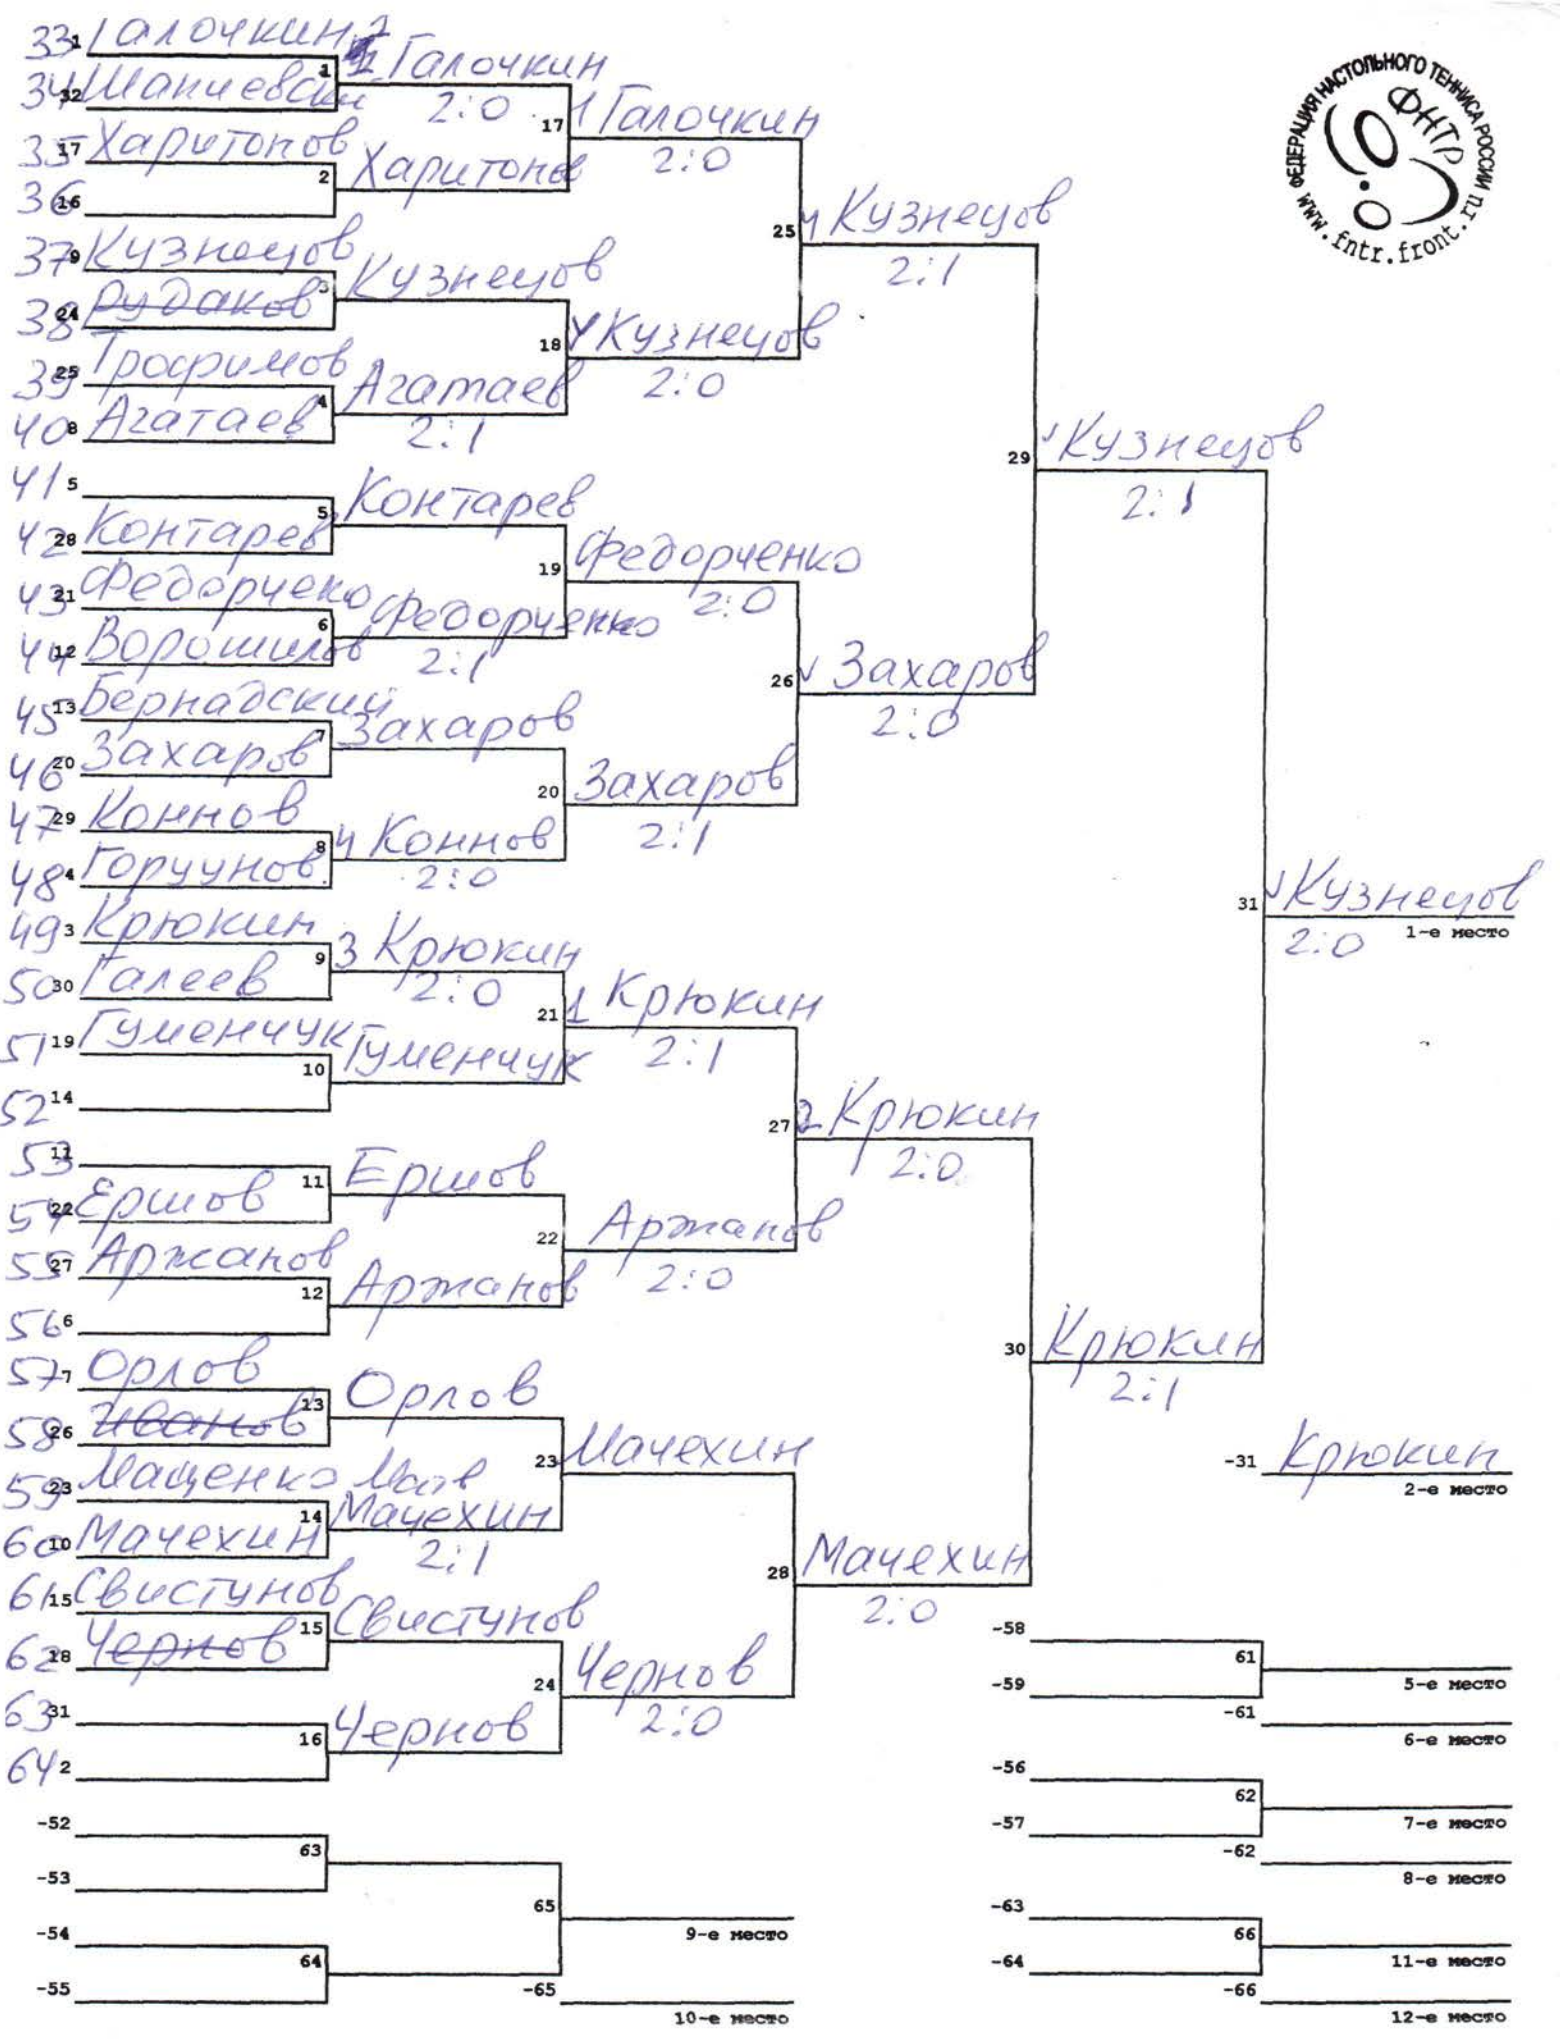 33 1 Галочкин
1 Галочкин
34 32 Шапиевский
1
2:0
17
1 Галочкин
35 17 Харитонов
2:0
36 16
2
Харитонов
25
Кузнецов
2:1
37 9 Кузнецов
Кузнецов
38 24 Рудаков
3
18
Кузнецов
2:0
39 25 Трофимов
Агатаев
40 8 Агатаев
4
2:1
29
Кузнецов
2:1
41 5
Контарев
42 28 Контарев
5
19
Федорченко
2:0
43 21 Федорчеко
Федорченко
44 12 Ворошилов
6
2:1
26
Захаров
2:0
45 13 Бернадский
Захаров
46 20 Захаров
7
20
Захаров
2:1
47 29 Коннов
Коннов
48 4 Горчунов
8
2:0
31
Кузнецов
2:0
1-е место
49 3 Крюкин
3 Крюкин
50 30 Галеев
9
2:0
21
1 Крюкин
2:1
51 19 Гуменчук
Гуменчук
52 14
10
27
2 Крюкин
2:0
53 11
Ершов
54 22 Ершов
11
22
Аржанов
2:0
55 27 Аржанов
Аржанов
56 6
12
30
Крюкин
2:1
57 7 Орлов
Орлов
58 26 Иванов
13
23
Мачехин
-31
Крюкин
2-е место
59 23 Мащенко
Мачехин
60 10 Мачехин
14
2:1
28
Мачехин
2:0
61 15 Свистунов
Свистунов
62 18 Чернов
15
24
Чернов
2:0
63 31
Чернов
64 2
16
-58
61
5-е место
-59
-61
6-е место
-56
62
7-е место
-57
-62
8-е место
-52
63
-53
65
9-е место
-54
64
-55
-65
10-е место
-63
66
11-е место
-64
-66
12-е место
ФЕДЕРАЦИЯ НАСТОЛЬНОГО ТЕННИСА РОССИИ
ФНТР
www.fntr.front.ru